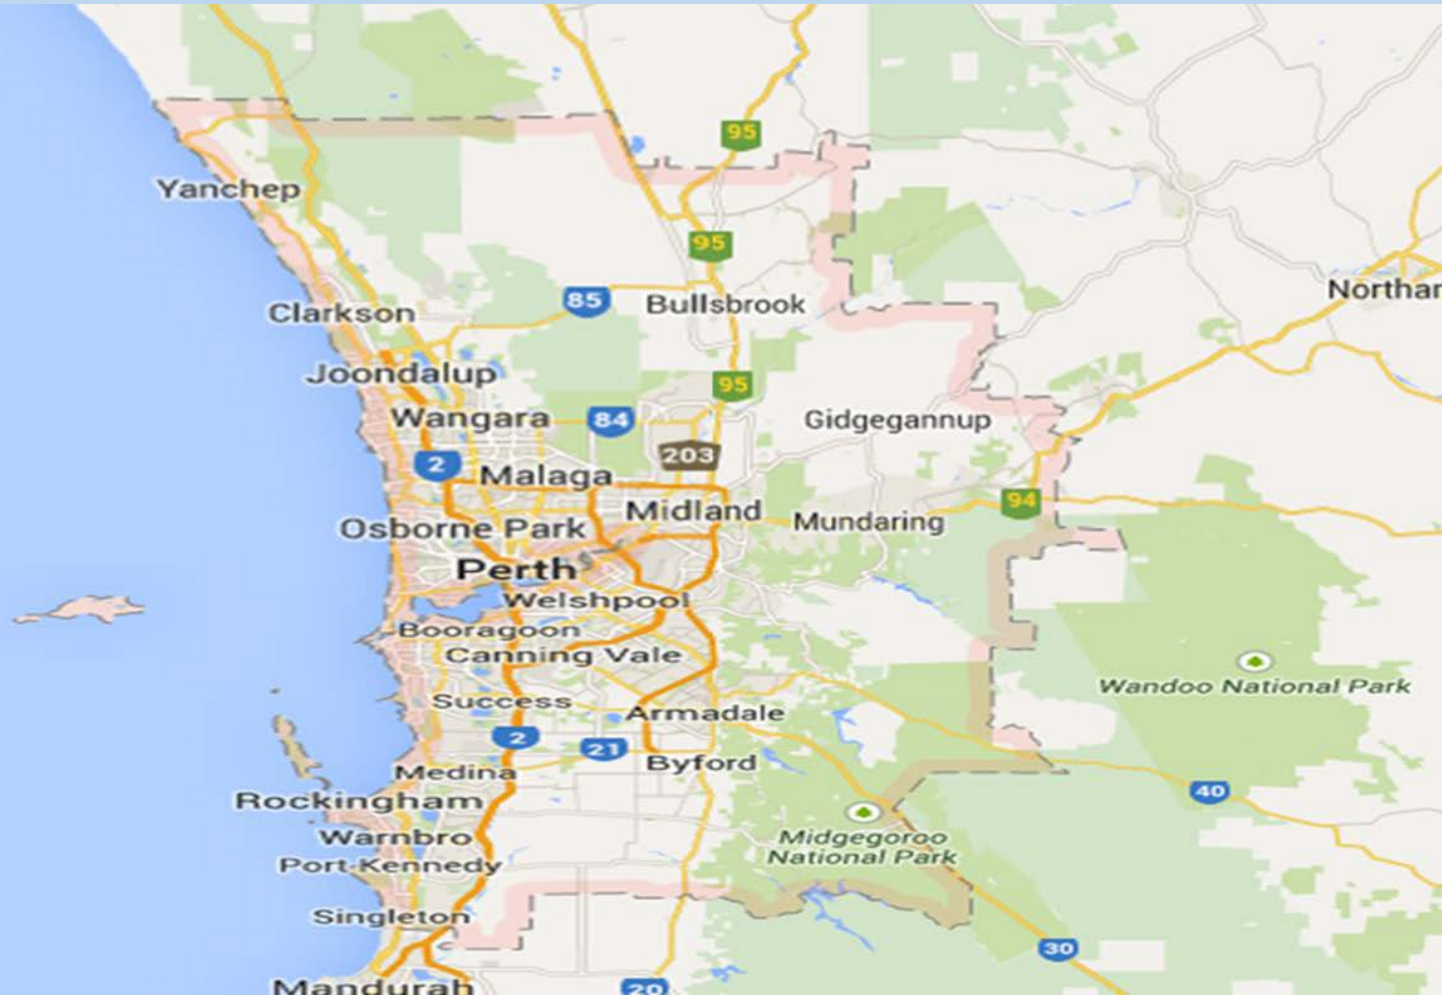 95
Yanchep
95
Northar
85
Bullsbrook
Clarkson
Joondalup
95
Wangara
84
Gidgegannup
203
2
Malaga
94
Midland
Mundaring
Osborne Park
Perth
Welshpool
Booragoon
Canning Vale
Wandoo National Park
Success
Armadale
2
21
Byford
Medina
40
Rockingham
Warnbro
Midgegoroo
National Park
Port Kennedy
Singleton
30
Mandurah
20